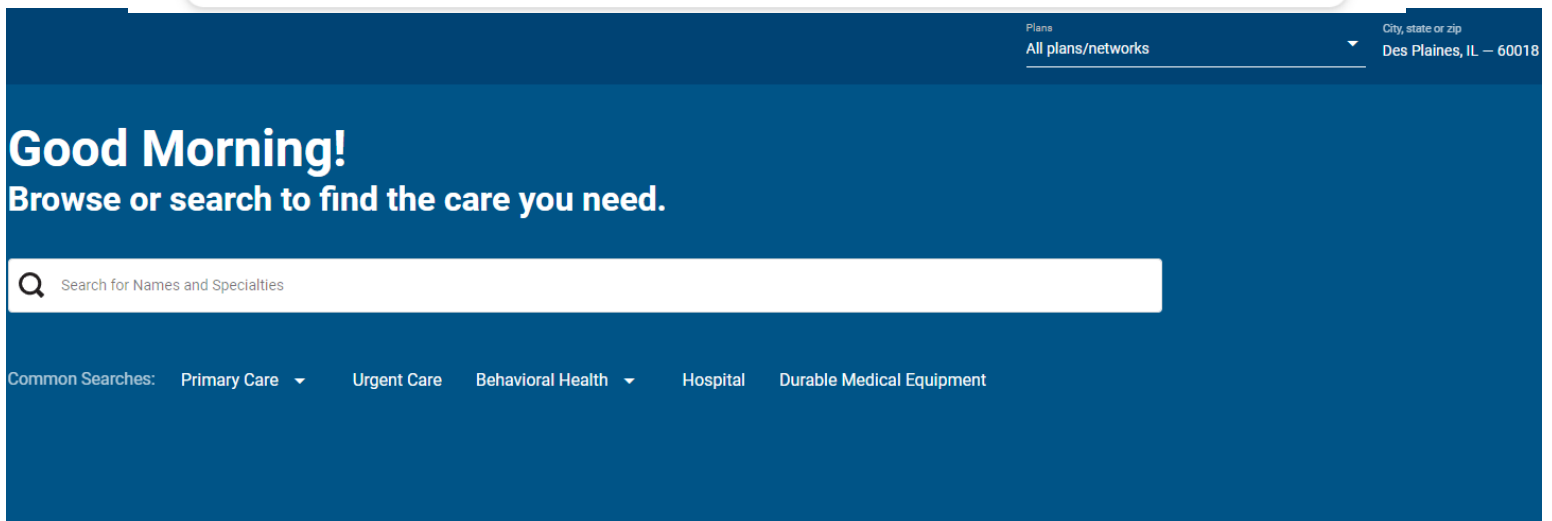 Plans
All plans/networks
City, state or zip
Des Plaines, IL — 60018
Good Morning!
Browse or search to find the care you need.
Search for Names and Specialties
Common Searches: Primary Care Urgent Care Behavioral Health Hospital Durable Medical Equipment